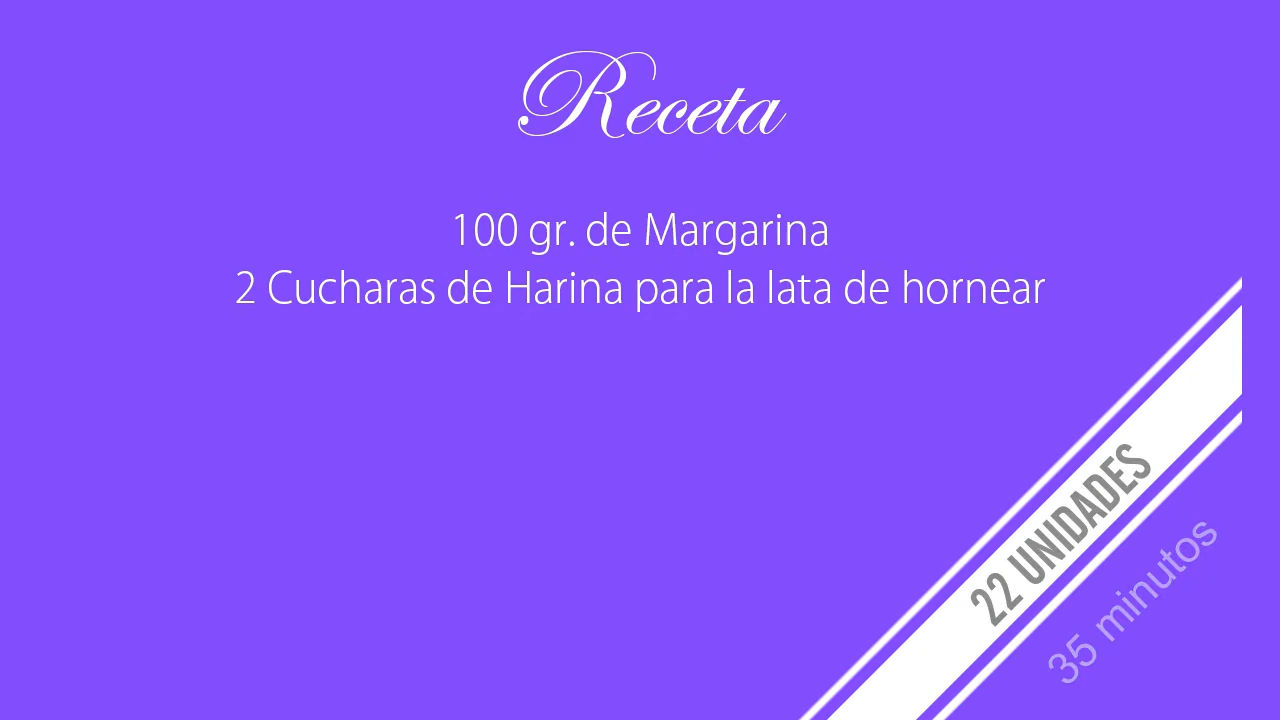 Receta
100 gr. de Margarina
2 Cucharas de Harina para la lata de hornear
22 UNIDADES
35 minutos